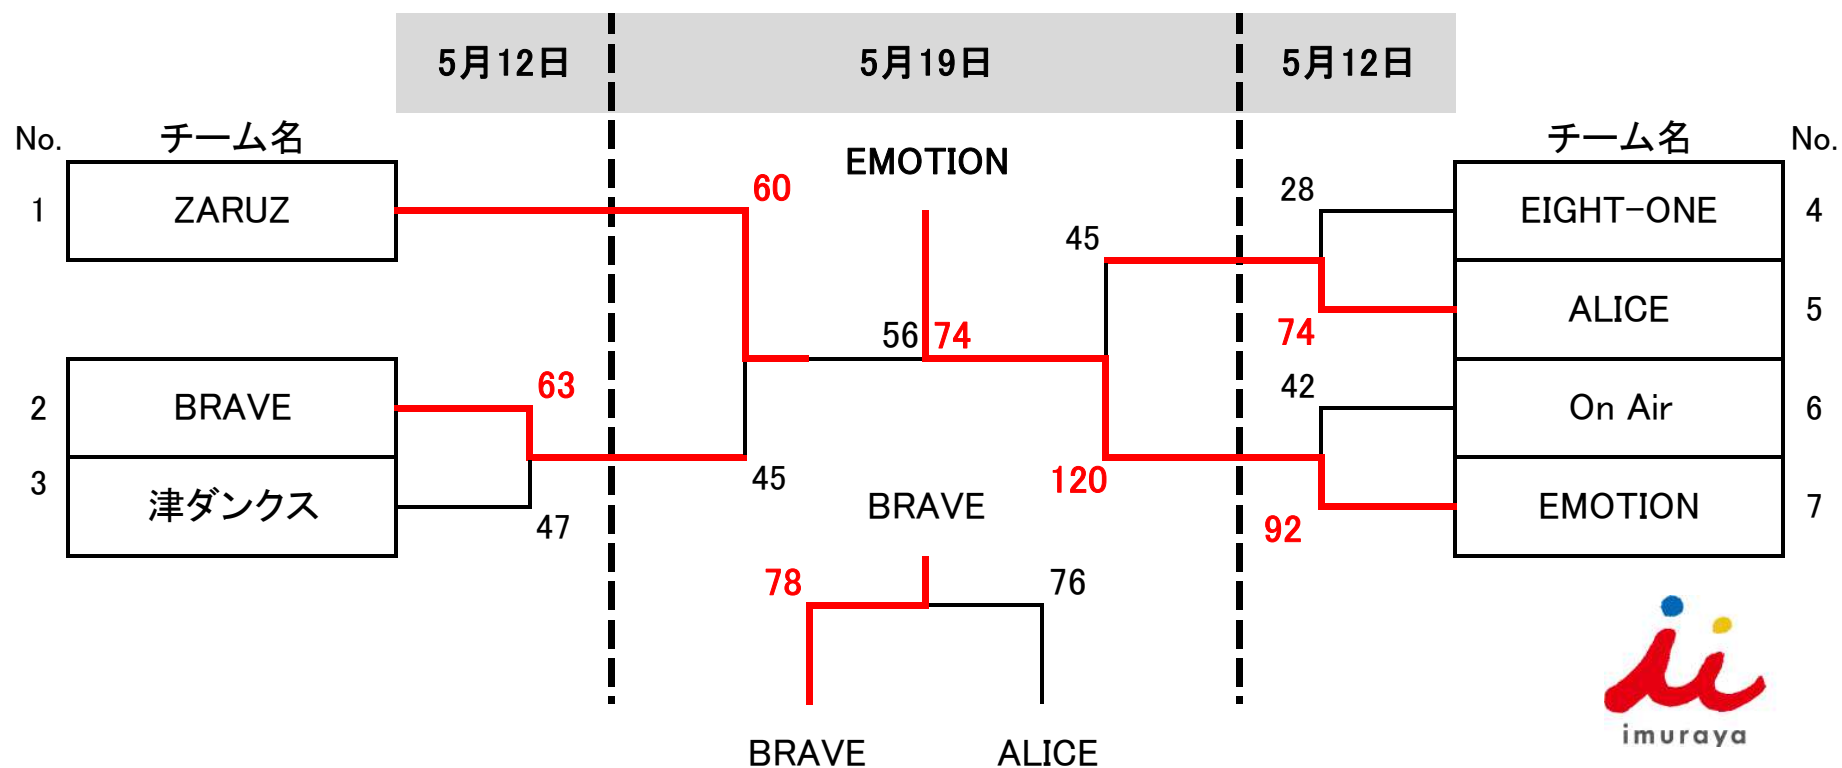 5月12日 5月19日 5月12日
No. チーム名 チーム名 No.
EMOTION
1 ZARUZ 60 28 EIGHT-ONE 4
45
ALICE 5
56 74 74
2 BRAVE 63 42 On Air 6
3 津ダンクス 45 120 EMOTION 7
47 BRAVE 92
78 76
BRAVE ALICE
imuraya